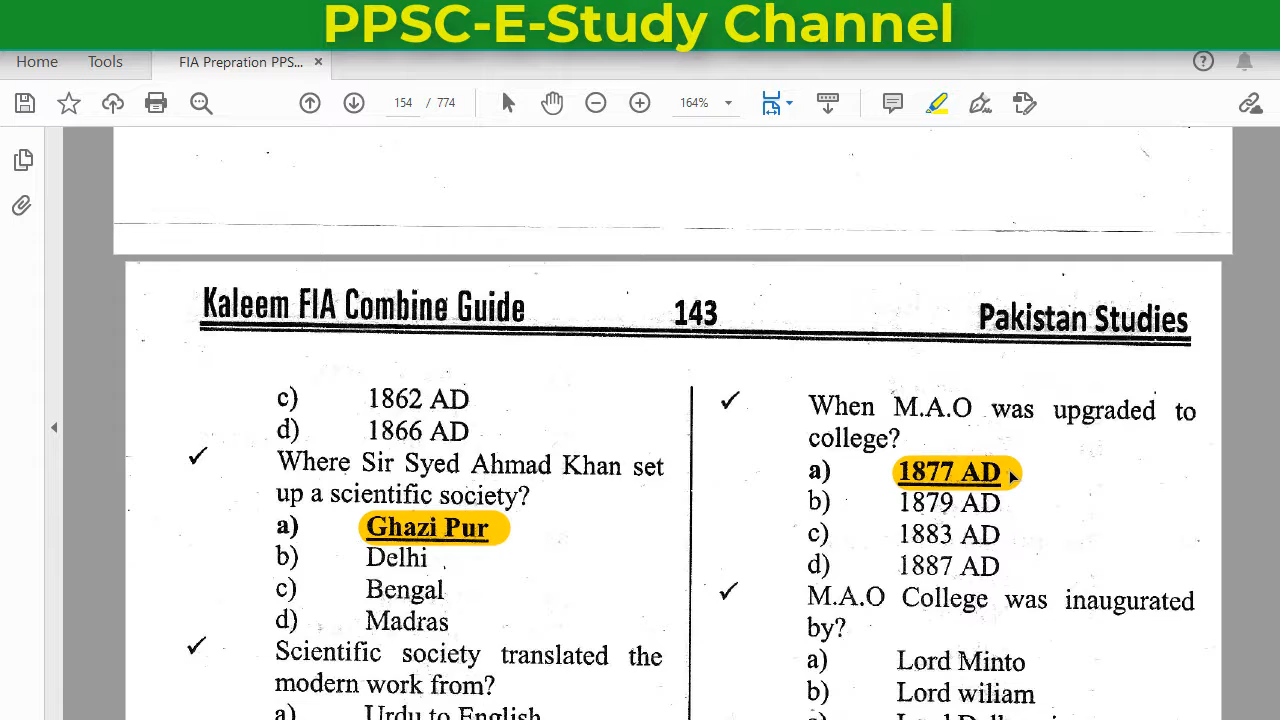 PPSC-E-Study Channel
Home
Tools
FIA Prepration PPS...
154 / 774
164%
Kaleem FIA Combine Guide
143
Pakistan Studies
c) 1862 AD
d) 1866 AD
Where Sir Syed Ahmad Khan set
up a scientific society?
a) Ghazi Pur
b) Delhi
c) Bengal
d) Madras
Scientific society translated the
modern work from?
a) Urdu to English
When M.A.O was upgraded to
college?
a) 1877 AD
b) 1879 AD
c) 1883 AD
d) 1887 AD
M.A.O College was inaugurated
by?
a) Lord Minto
b) Lord wiliam